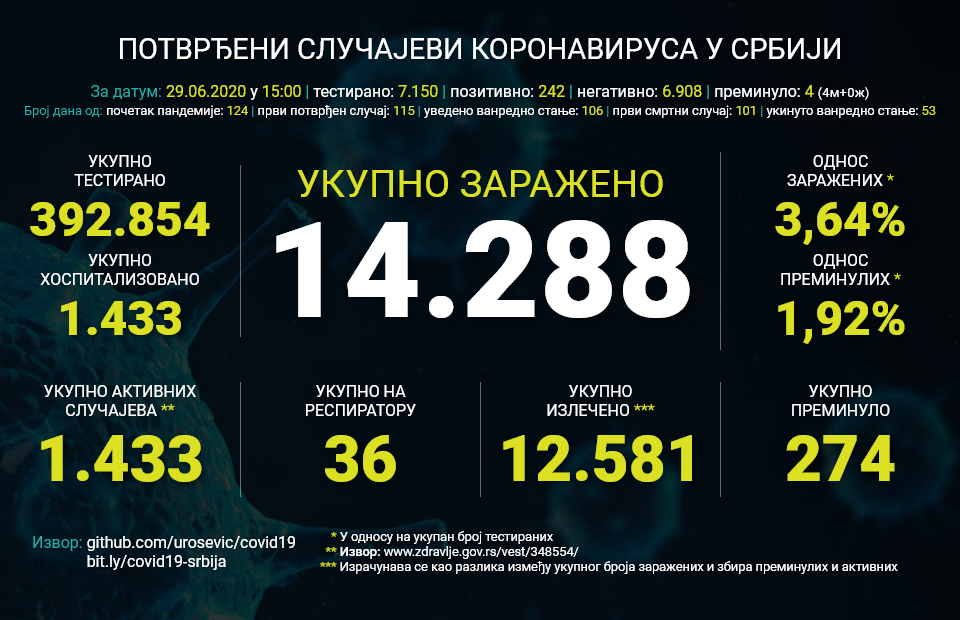 ПОТВРЂЕНИ СЛУЧАЈЕВИ КОРОНАВИРУСА У СРБИЈИ
За датум: 29.06.2020 у 15:00 | тестирано: 7.150 | позитивно: 242 | негативно: 6.908 | преминуло: 4 (4м+0ж)
Број дана од: почетак пандемије: 124 | први потврђен случај: 115 | уведено ванредно стање: 106 | први смртни случај: 101 | укинуто ванредно стање: 53
УКУПНО
ТЕСТИРАНО
392.854
УКУПНО
ХОСПИТАЛИЗОВАНО
1.433
УКУПНО ЗАРАЖЕНО
14.288
ОДНОС
ЗАРАЖЕНИХ *
3,64%
ОДНОС
ПРЕМИНУЛИХ *
1,92%
УКУПНО АКТИВНИХ
СЛУЧАЈЕВА **
1.433
УКУПНО НА
РЕСПИРАТОРУ
36
УКУПНО
ИЗЛЕЧЕНО ***
12.581
УКУПНО
ПРЕМИНУЛО
274
Извор: github.com/urosevic/covid19
bit.ly/covid19-srbija
* У односу на укупан број тестираних
** Извор: www.zdravlje.gov.rs/vest/348554/
*** Израчунава се као разлика између укупног броја заражених и збира преминулих и активних